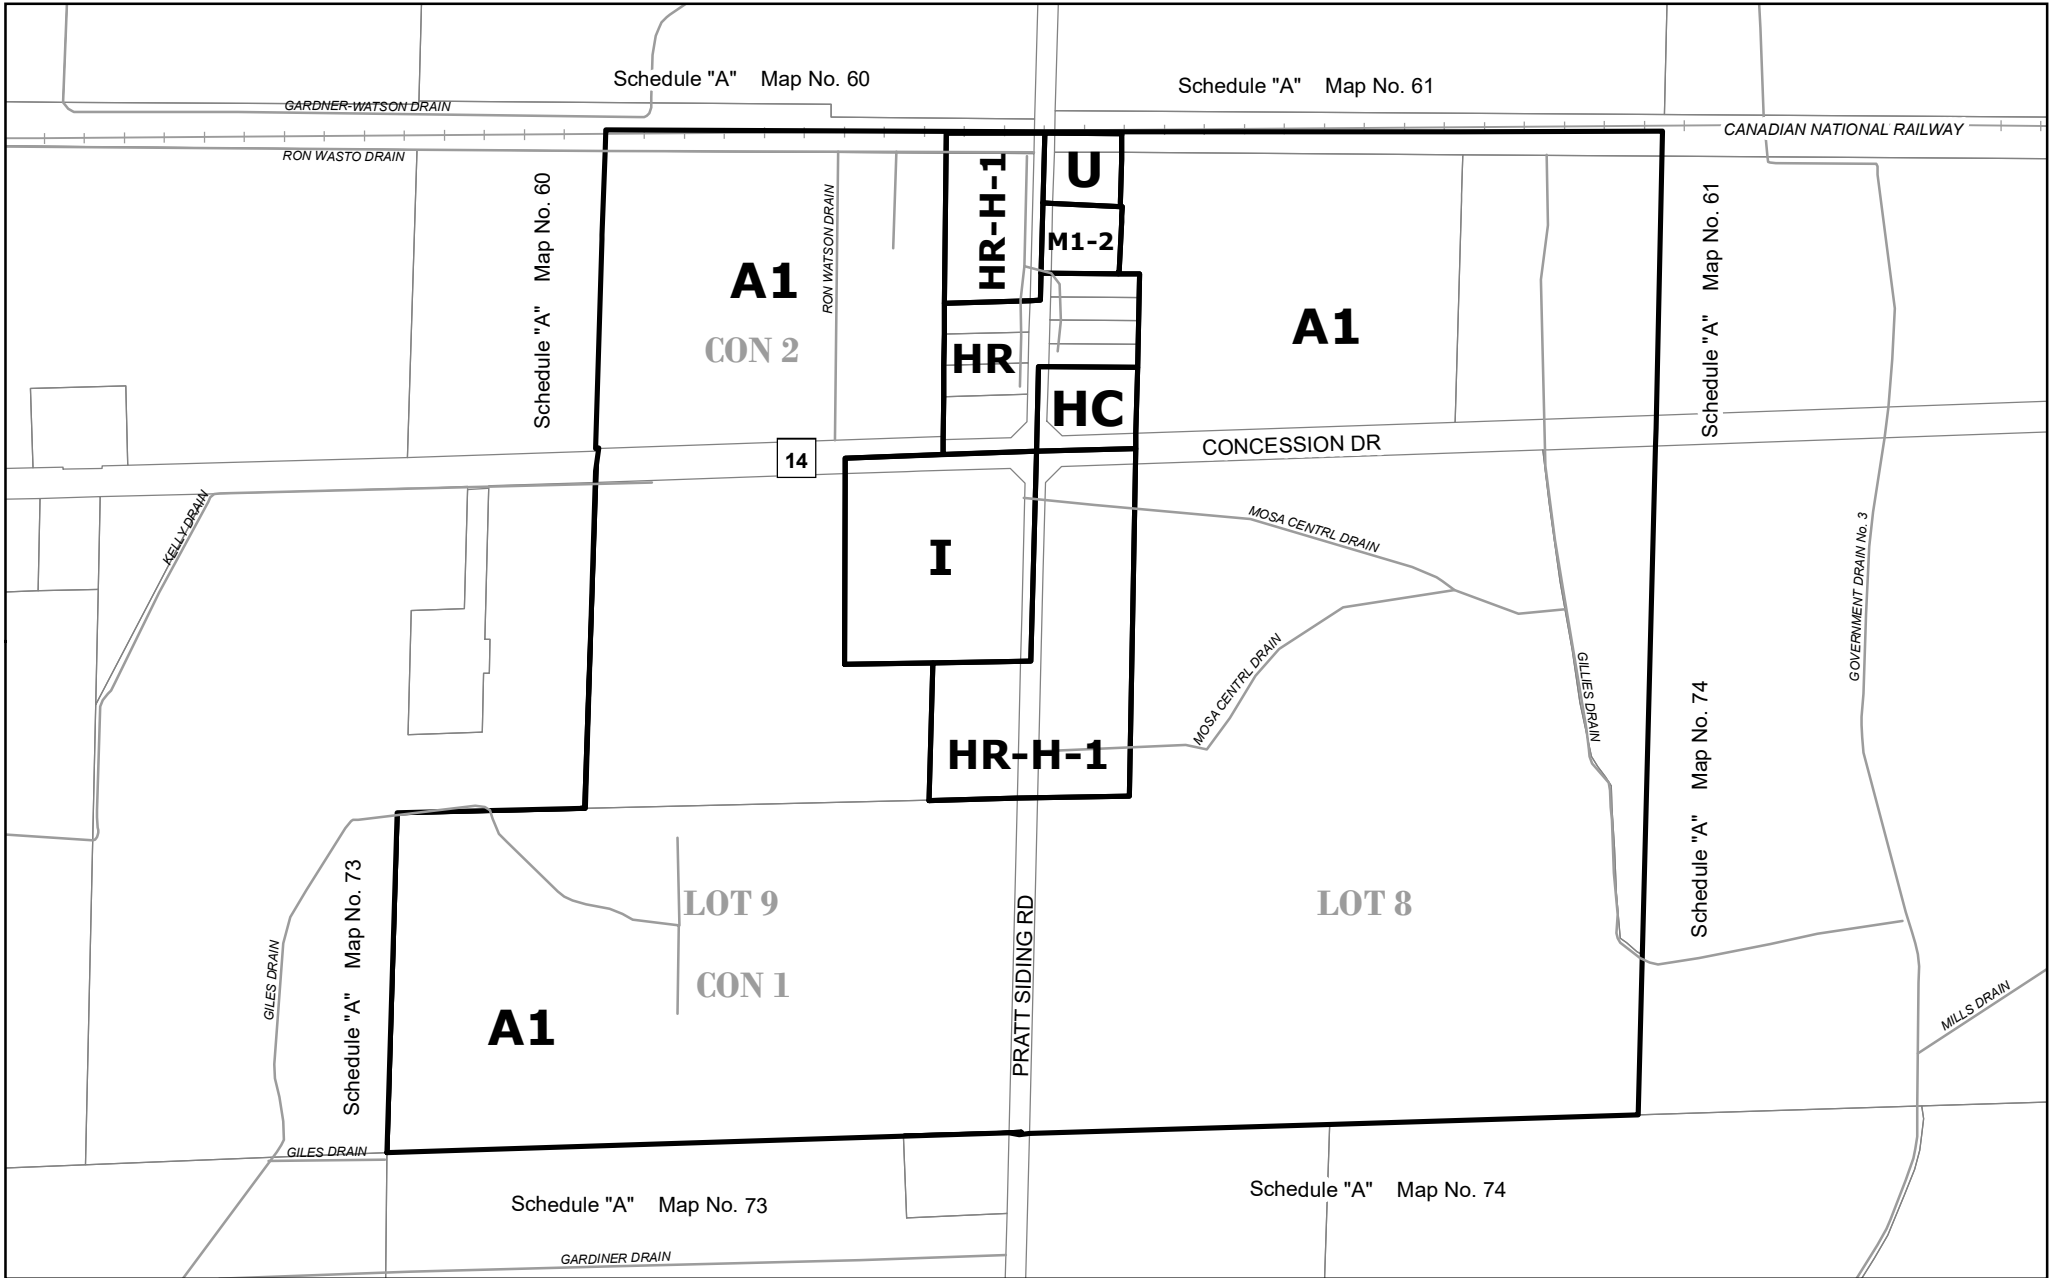 Schedule "A" Map No. 60
Schedule "A" Map No. 61
GARDNER-WATSON DRAIN
CANADIAN NATIONAL RAILWAY
RON WASTO DRAIN
Schedule "A" Map No. 60
RON WATSON DRAIN
HR-H-1
U
M1-2
Schedule "A" Map No. 61
A1
A1
CON 2
HR
HC
14
CONCESSION DR
KELLY DRAIN
MOSA CENTRL DRAIN
I
GOVERNMENT DRAIN No. 3
MOSA CENTRL DRAIN
GILLIES DRAIN
Schedule "A" Map No. 74
HR-H-1
Schedule "A" Map No. 73
LOT 9
LOT 8
PRATT SIDING RD
GILES DRAIN
CON 1
MILLS DRAIN
A1
GILES DRAIN
Schedule "A" Map No. 73
Schedule "A" Map No. 74
GARDINER DRAIN